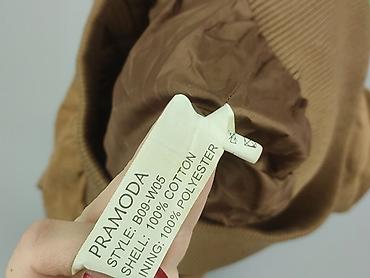 PRAMODA
STYLE: B09-W05
SHELL: 100% COTTON
LINING: 100% POLYESTER